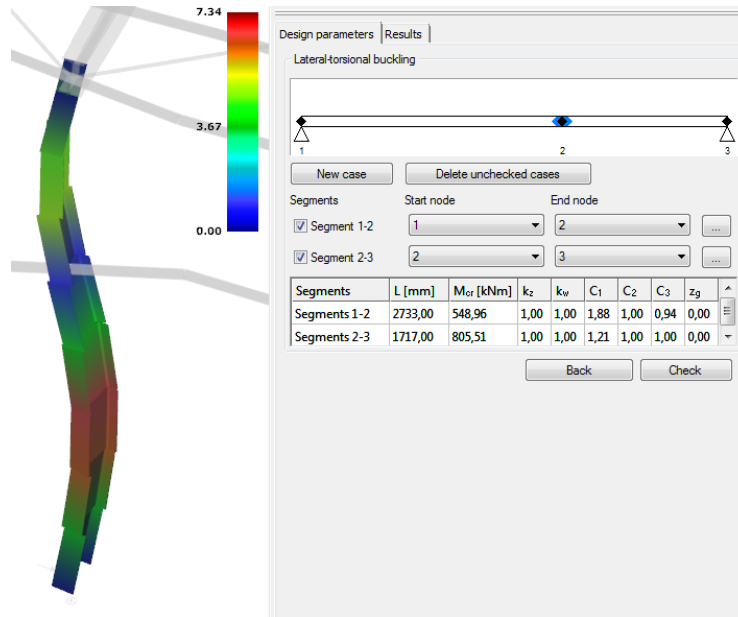 7.34
3.67
0.00
Design parameters Results
Lateral-torsional buckling
1 2 3
New case Delete unchecked cases
Segments Start node End node
Segment 1-2 1 2 ...
Segment 2-3 2 3 ...
Segments L [mm] Mcr [kNm] kz kw C1 C2 C3 zg
Segments 1-2 2733,00 548,96 1,00 1,00 1,88 1,00 0,94 0,00
Segments 2-3 1717,00 805,51 1,00 1,00 1,21 1,00 1,00 0,00
Back Check